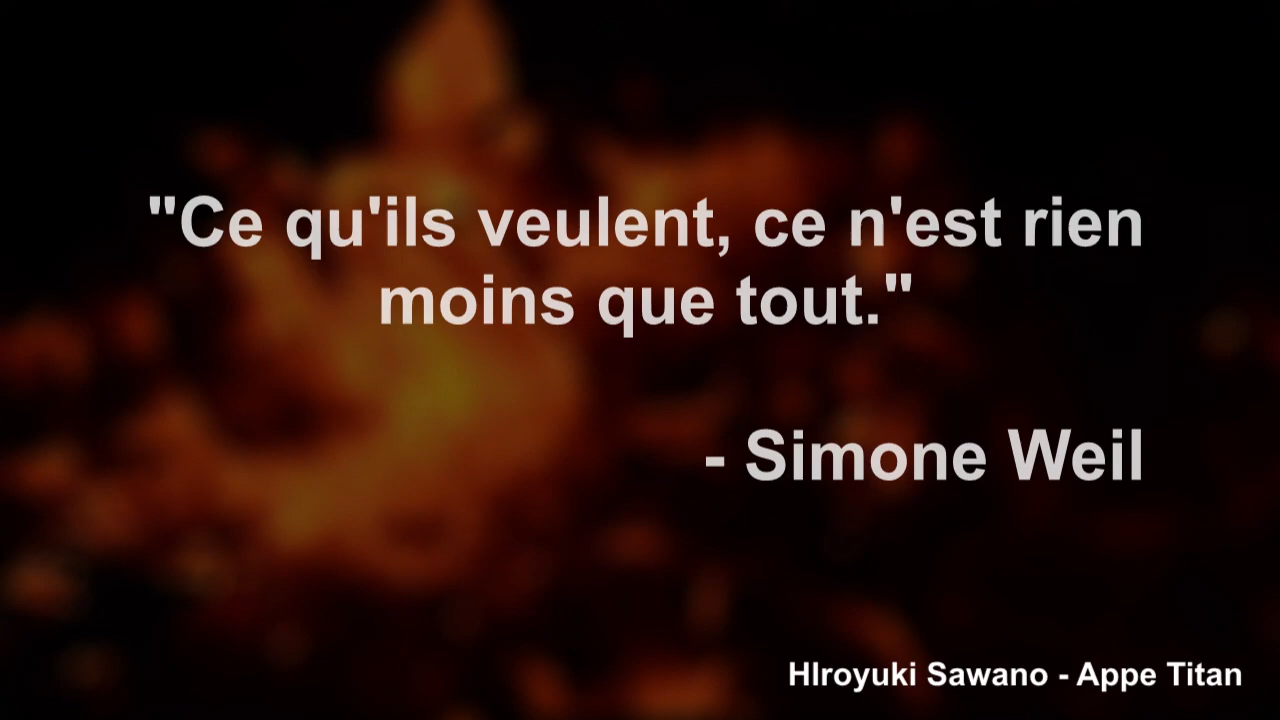 "Ce qu'ils veulent, ce n'est rien
moins que tout."
- Simone Weil
HIroyuki Sawano - Appe Titan